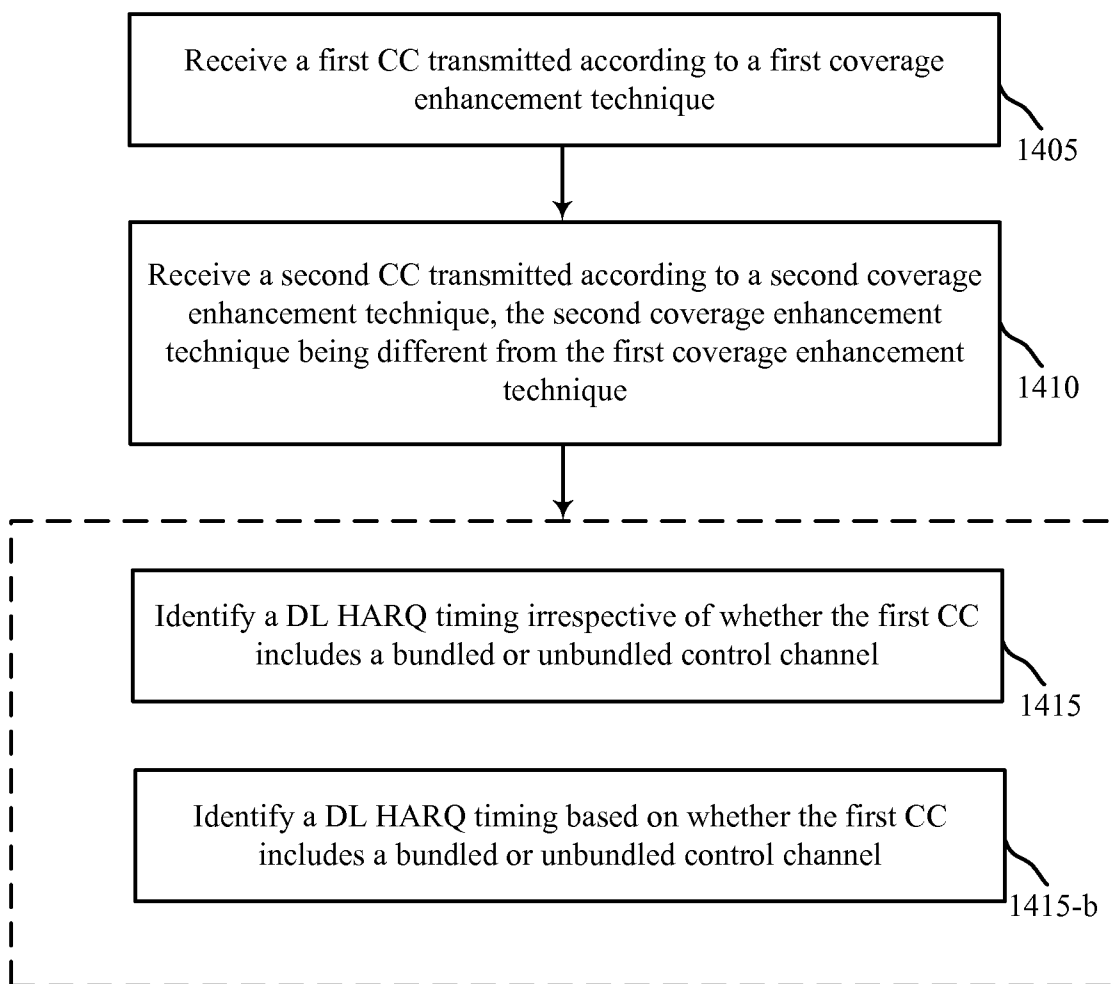 Receive a first CC transmitted according to a first coverage
enhancement technique
1405
Receive a second CC transmitted according to a second coverage
enhancement technique, the second coverage enhancement
technique being different from the first coverage enhancement
technique
1410
Identify a DL HARQ timing irrespective of whether the first CC
includes a bundled or unbundled control channel
1415
Identify a DL HARQ timing based on whether the first CC
includes a bundled or unbundled control channel
1415-b